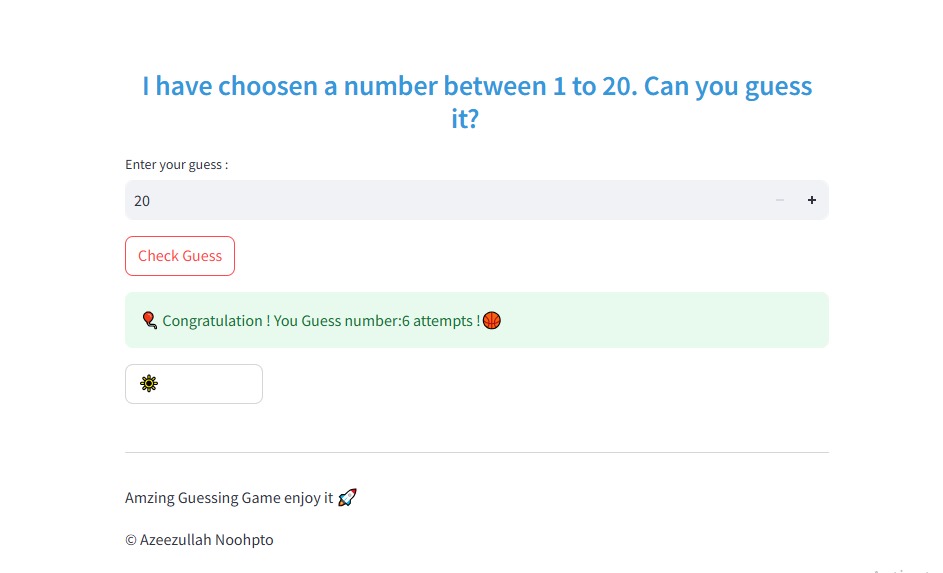 I have choosen a number between 1 to 20. Can you guess
it?
Enter your guess :
20
Check Guess
Congratulation ! You Guess number:6 attempts !
Amzing Guessing Game enjoy it
© Azeezullah Noohpto